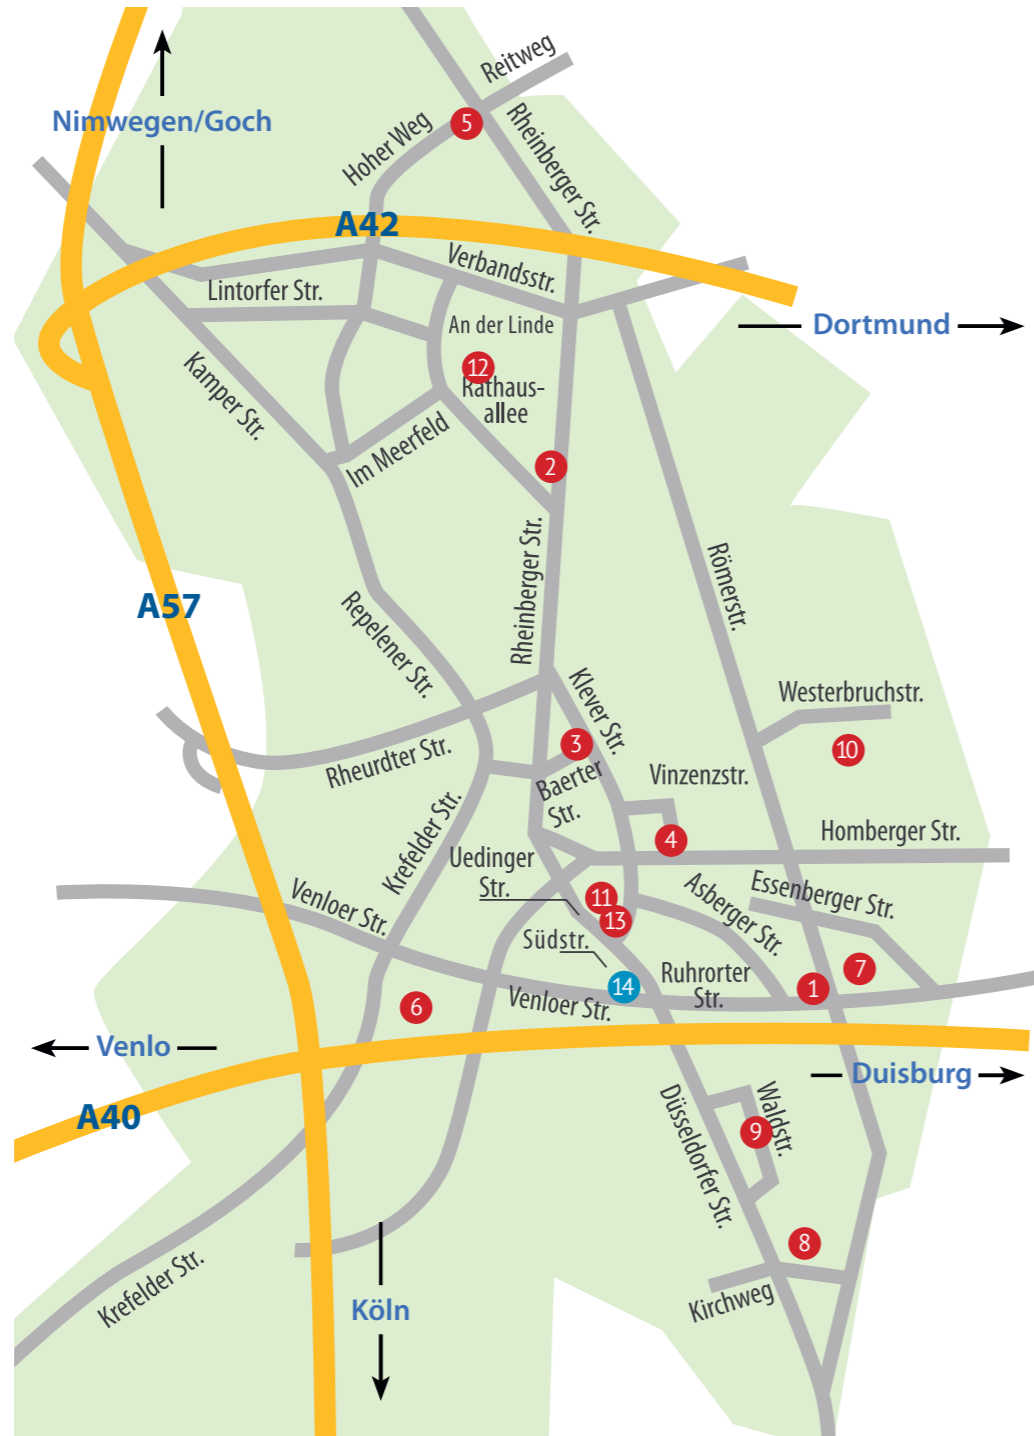 Reitweg
Nimwegen/Goch
5
Hoher Weg
Rheinberger Str.
A42
Verbandsstr.
Lintorfer Str.
An der Linde
Dortmund
12
Rathaus-
allee
Kamper Str.
Im Meerfeld
2
Rheinberger Str.
Römerstr.
A57
Repelener Str.
Klever Str.
Westerbruchstr.
3
10
Rheurdter Str.
Baerter
Str.
Vinzenzstr.
Krefelder Str.
4
Homberger Str.
Uedinger
Str.
Venloer Str.
11
13
Asberger Str.
Essenberger Str.
Südstr.
7
14
Ruhrorter
Str.
1
6
Venloer Str.
Venlo
Duisburg
A40
Düsseldorfer Str.
9
Waldstr.
8
Krefelder Str.
Kirchweg
Köln